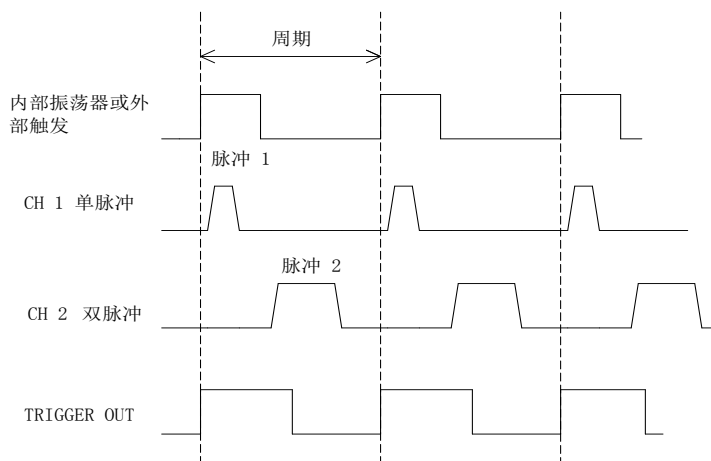 周期
内部振荡器或外
部触发
脉冲 1
CH 1 单脉冲
脉冲 2
CH 2 双脉冲
TRIGGER OUT